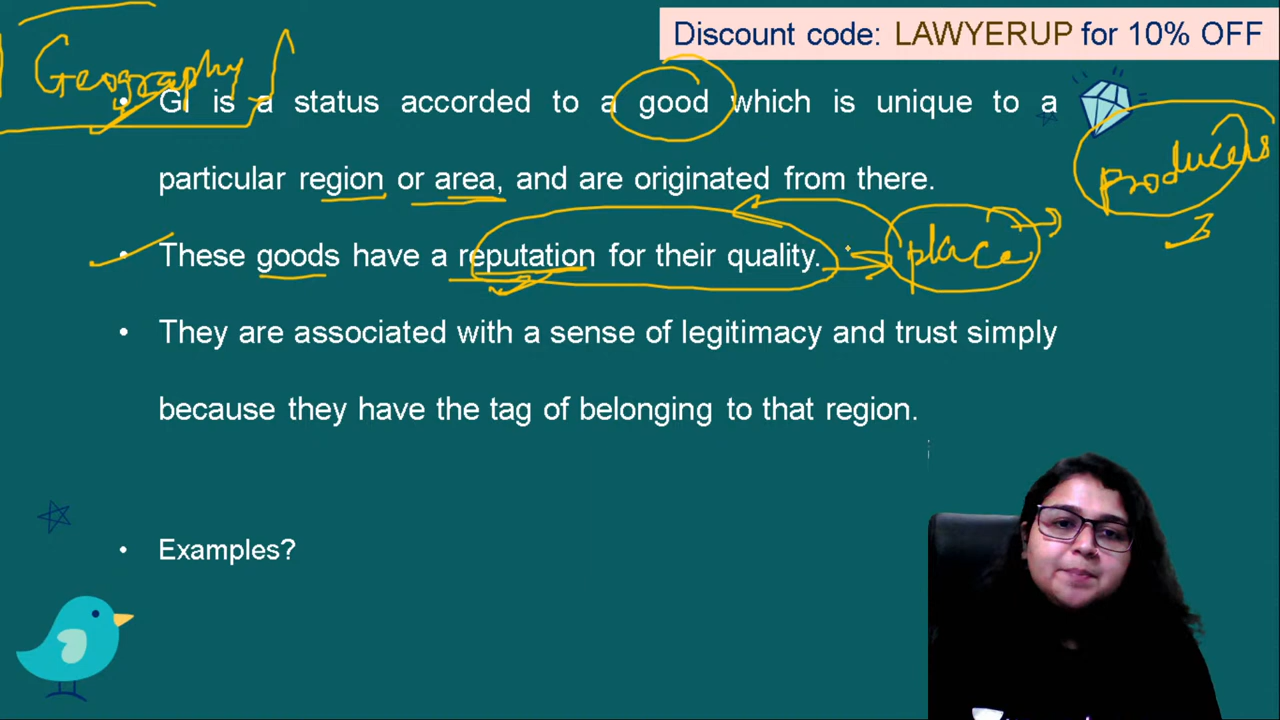 Discount code: LAWYERUP for 10% OFF
Geography
• GI is a status accorded to a good which is unique to a
particular region or area, and are originated from there.
Producers
• These goods have a reputation for their quality.
place
• They are associated with a sense of legitimacy and trust simply
because they have the tag of belonging to that region.
• Examples?